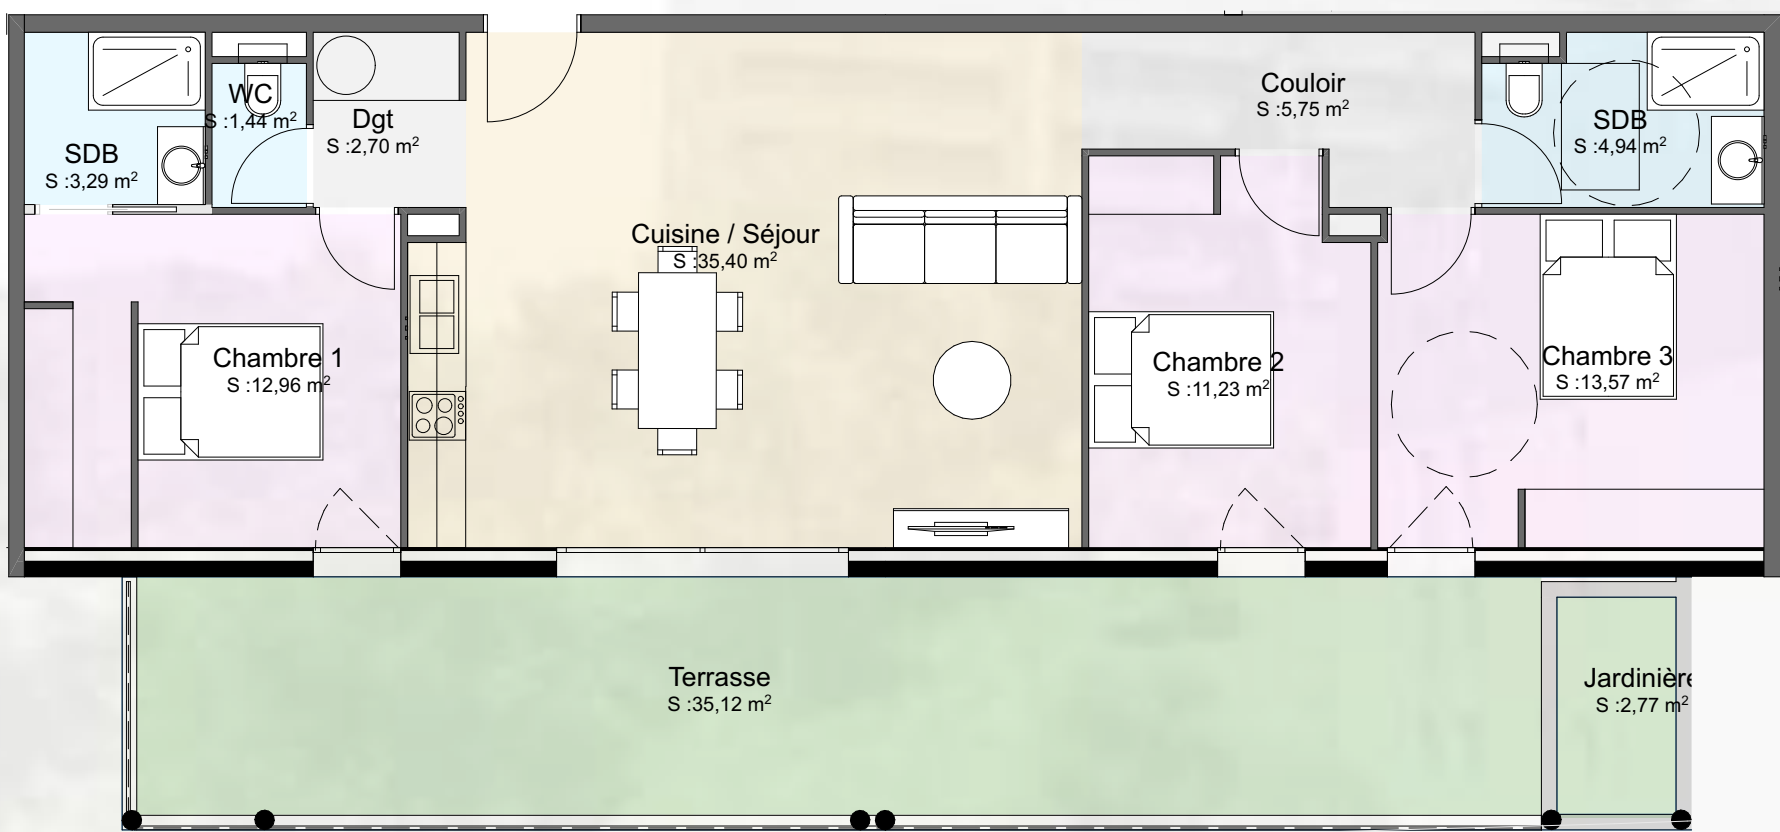 SDB
S :3,29 m²
WC
S :1,44 m²
Dgt
S :2,70 m²
Cuisine / Séjour
S :35,40 m²
Couloir
S :5,75 m²
SDB
S :4,94 m²
Chambre 1
S :12,96 m²
Chambre 2
S :11,23 m²
Chambre 3
S :13,57 m²
Terrasse
S :35,12 m²
Jardinière
S :2,77 m²